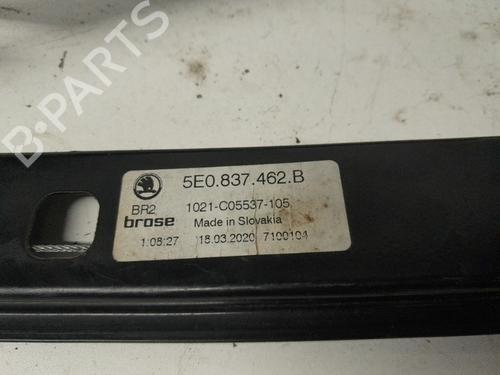 B-PARTS
5E0.837.462.B
BR2
1021-C05537-105
brose
Made in Slovakia
1:08:27 18.03.2020 7100104